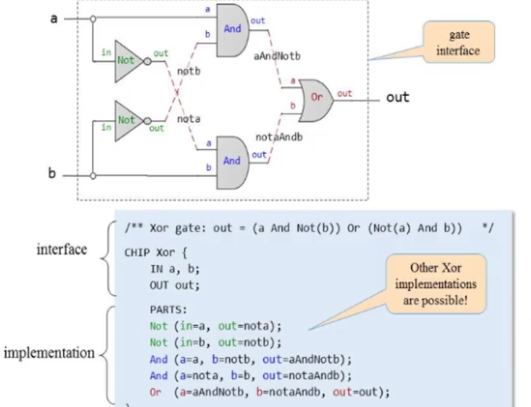 a
a
And
out
gate
interface
b
in
Not
out
notb
aAndNotb
a
Or
out
out
b
in
Not
out
nota
notaAndb
a
And
out
b
b
/** Xor gate: out = (a And Not(b)) Or (Not(a) And b)) */
interface
CHIP Xor {
IN a, b;
OUT out;
Other Xor
implementations
are possible!
PARTS:
implementation
Not (in=a, out=nota);
Not (in=b, out=notb);
And (a=a, b=notb, out=aAndNotb);
And (a=nota, b=b, out=notaAndb);
Or (a=aAndNotb, b=notaAndb, out=out);